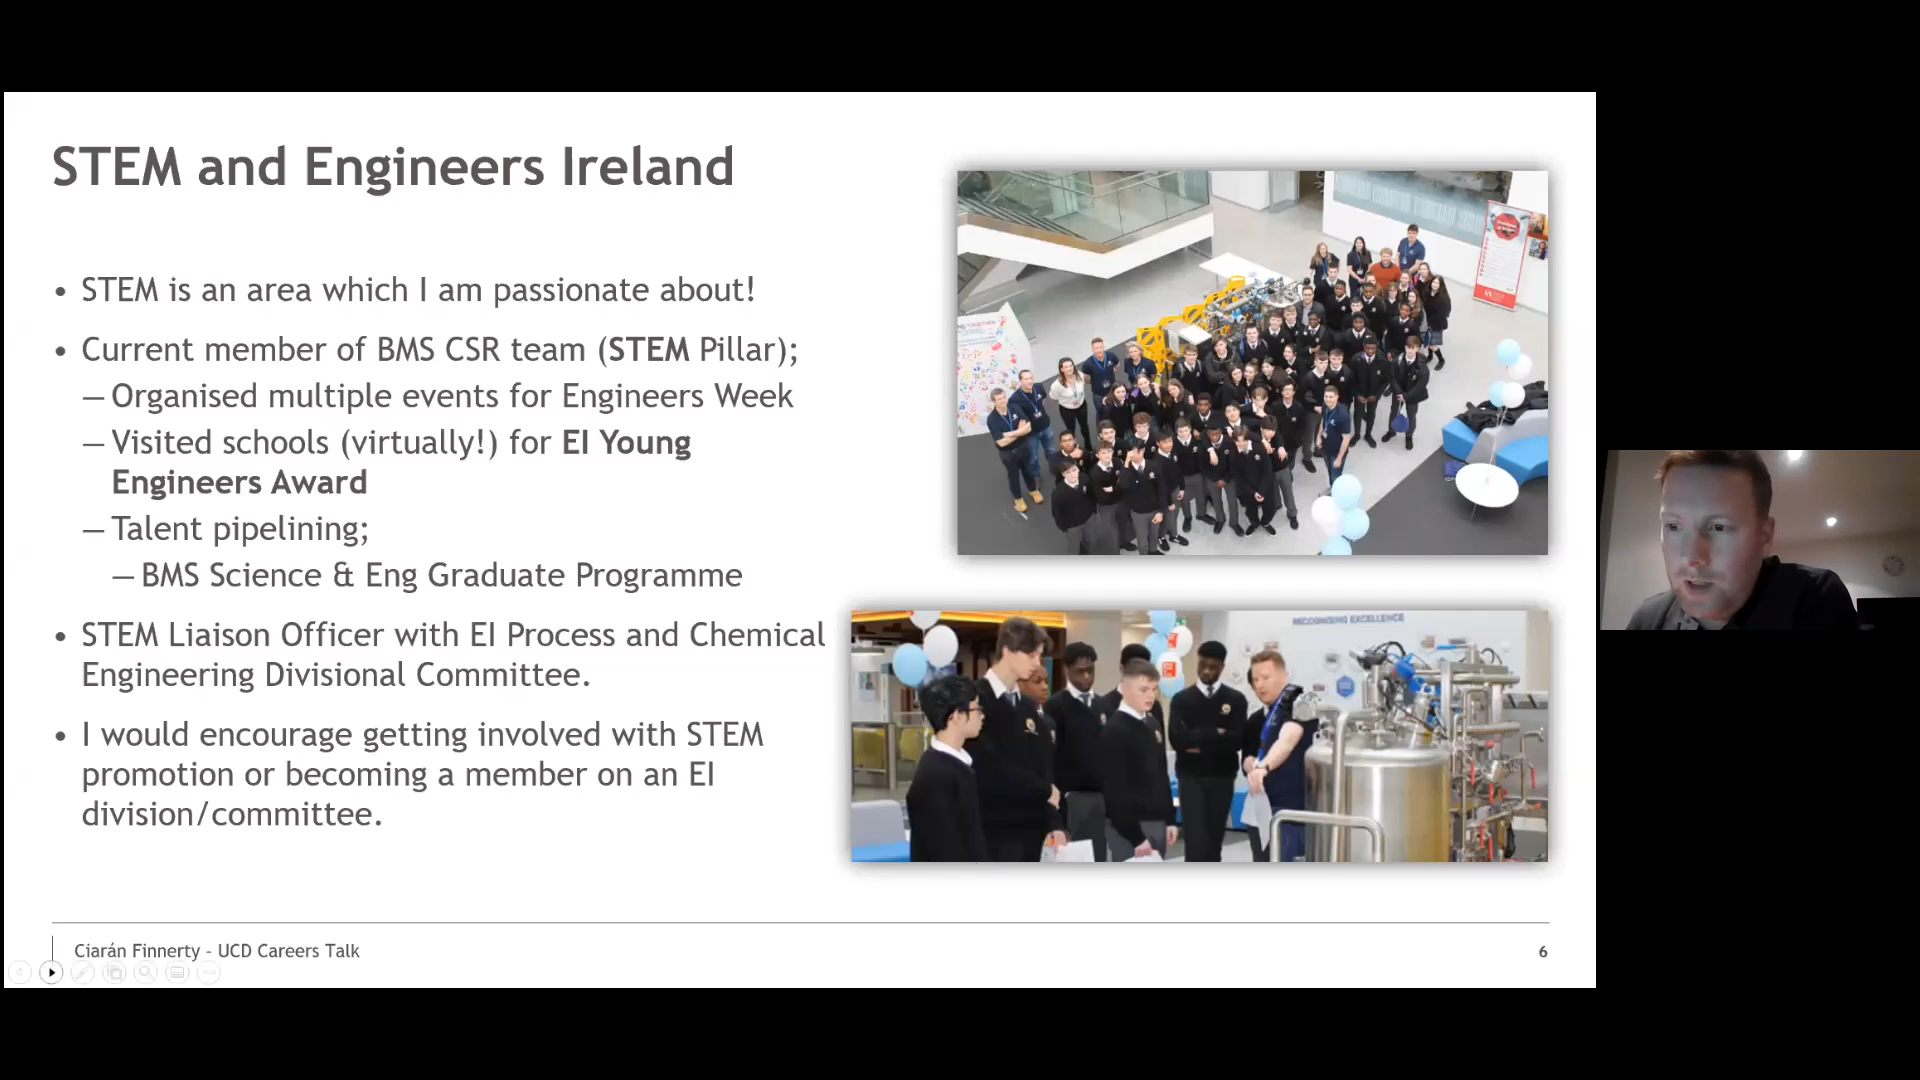 STEM and Engineers Ireland
• STEM is an area which I am passionate about!
• Current member of BMS CSR team (STEM Pillar);
— Organised multiple events for Engineers Week
— Visited schools (virtually!) for EI Young
Engineers Award
— Talent pipelining;
— BMS Science & Eng Graduate Programme
• STEM Liaison Officer with EI Process and Chemical
Engineering Divisional Committee.
• I would encourage getting involved with STEM
promotion or becoming a member on an EI
division/committee.
RECOGNISING EXCELLENCE
Ciarán Finnerty - UCD Careers Talk
6